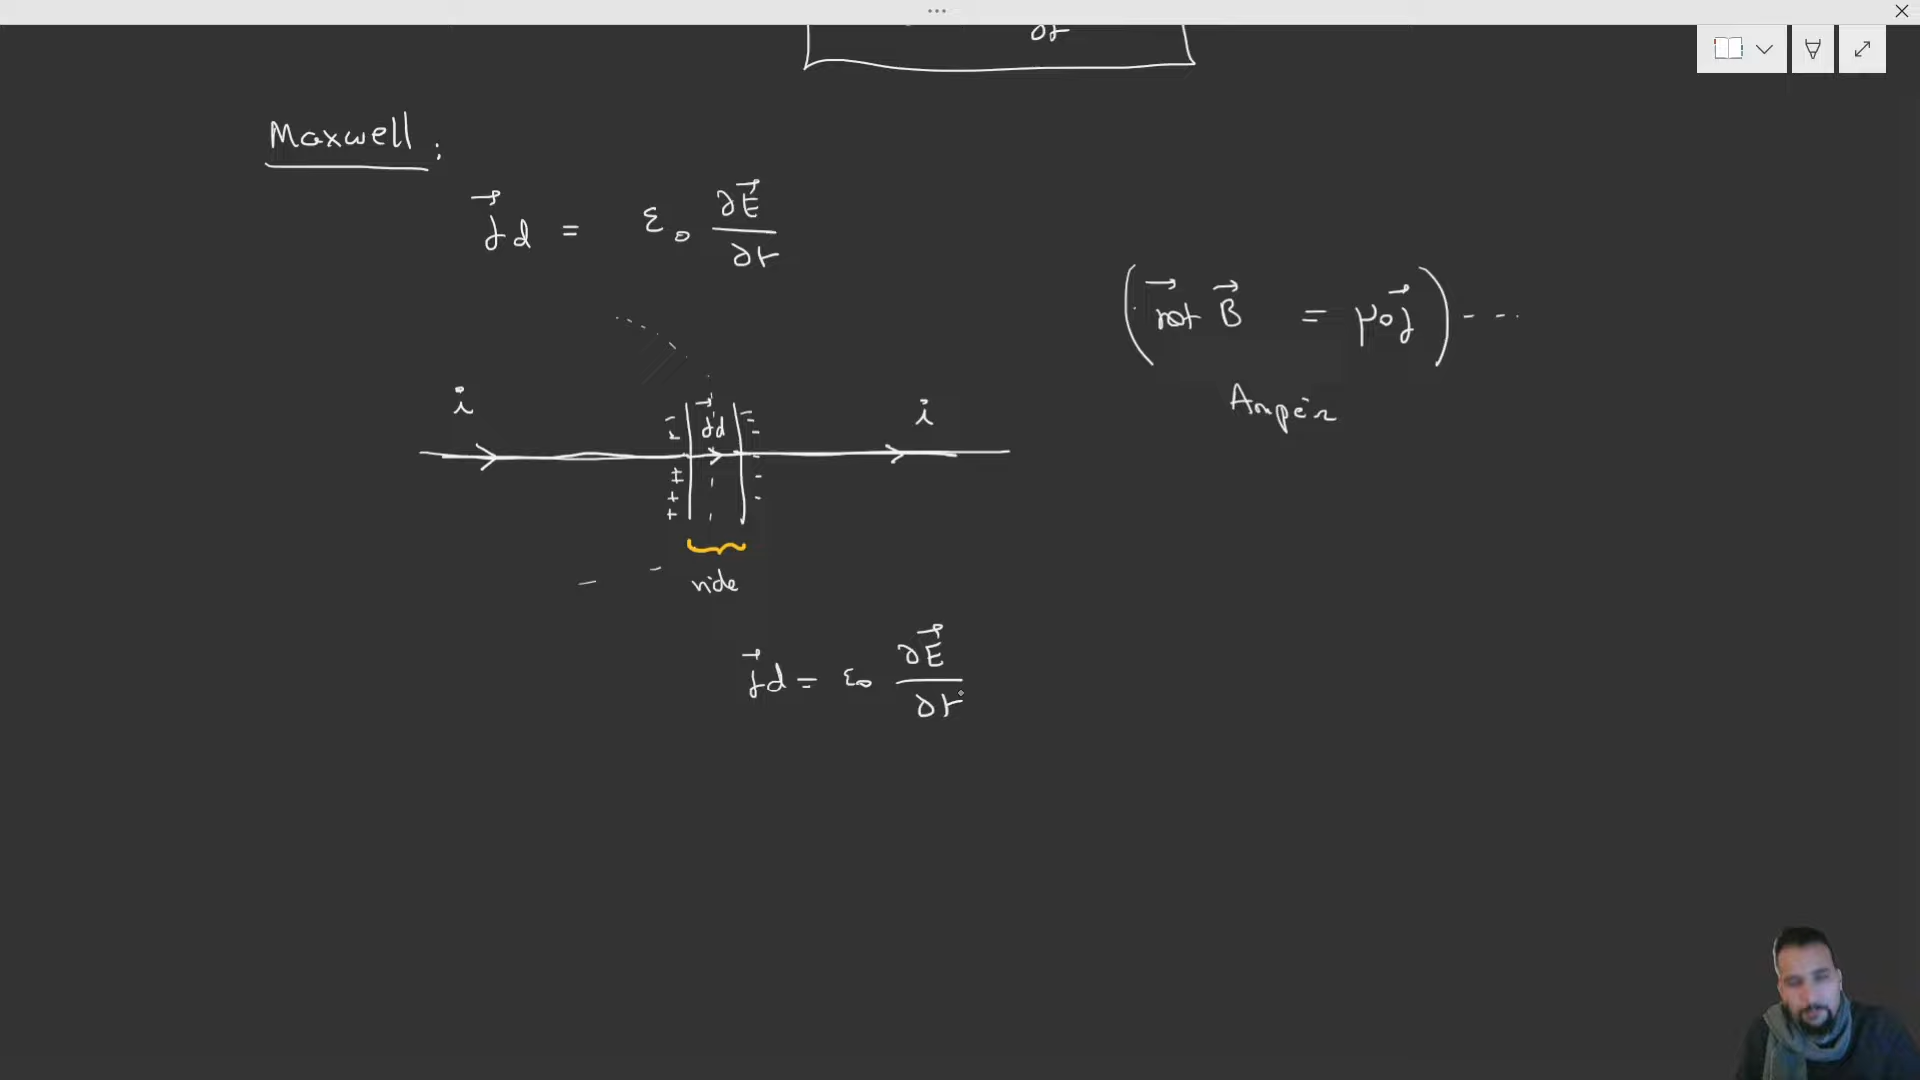 ∂t
Maxwell :
j⃗d = ε₀ ∂E⃗/∂t
(rot⃗ B⃗ = μ₀j⃗) - - -
Ampère
i j⃗d i
vide
j⃗d = ε₀ ∂E⃗/∂t